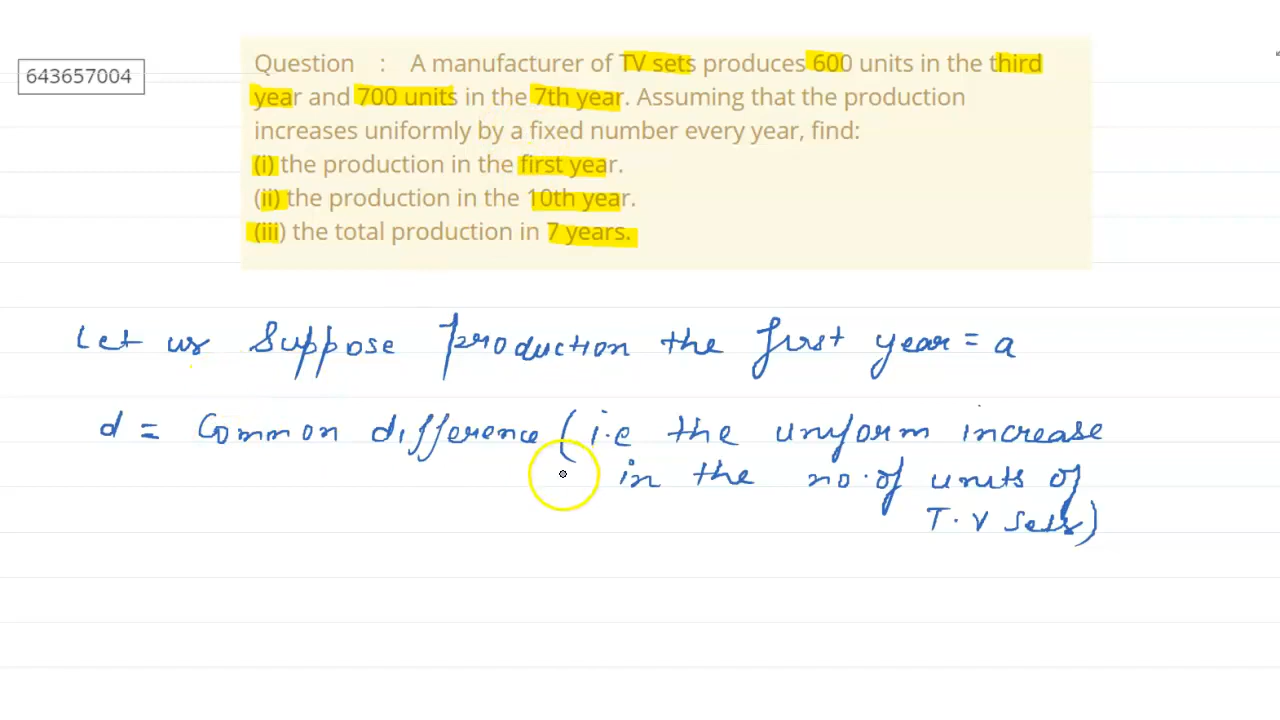 643657004
Question : A manufacturer of TV sets produces 600 units in the third
year and 700 units in the 7th year. Assuming that the production
increases uniformly by a fixed number every year, find:
(i) the production in the first year.
(ii) the production in the 10th year.
(iii) the total production in 7 years.
Let us Suppose production the first year = a
d = Common difference (i.e the uniform increase
in the no. of units of
T.V sets)